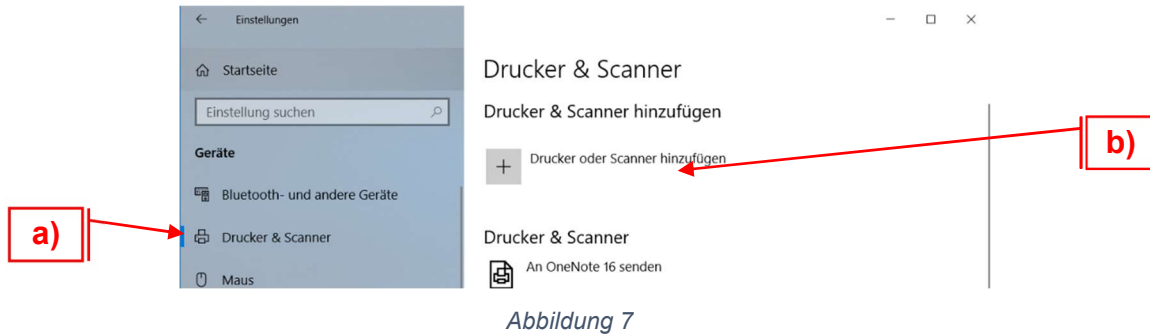 Einstellungen
Startseite
Einstellung suchen
Geräte
Bluetooth- und andere Geräte
Drucker & Scanner
Maus
Drucker & Scanner
Drucker & Scanner hinzufügen
Drucker oder Scanner hinzufügen
Drucker & Scanner
An OneNote 16 senden
a)
b)
Abbildung 7